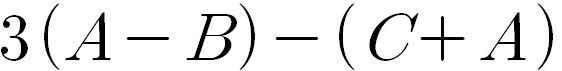 3(A − B) − (C + A)